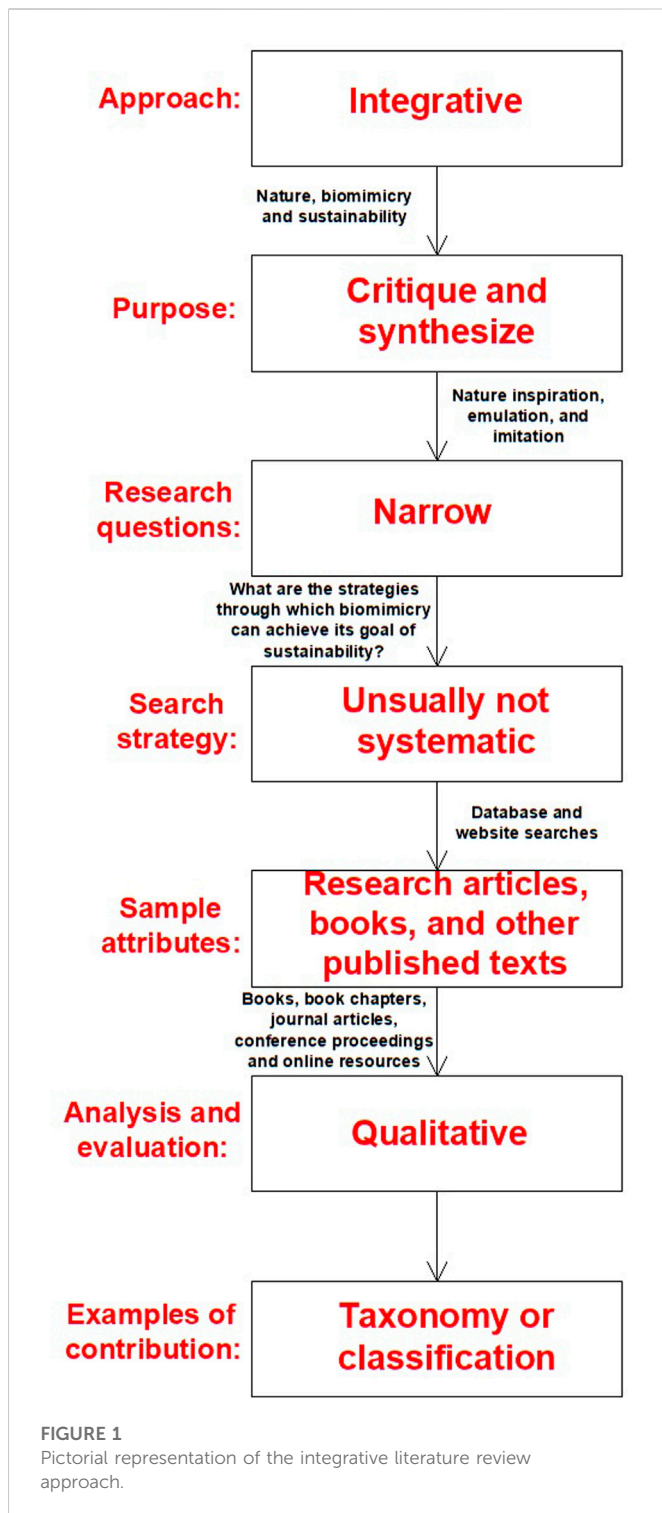 Approach:
Integrative
Nature, biomimicry
and sustainability
Purpose:
Critique and
synthesize
Nature inspiration,
emulation, and
imitation
Research
questions:
Narrow
What are the strategies
through which biomimicry
can achieve its goal of
sustainability?
Search
strategy:
Unsually not
systematic
Database and
website searches
Sample
attributes:
Research articles,
books, and other
published texts
Books, book chapters,
journal articles,
conference proceedings
and online resources
Analysis and
evaluation:
Qualitative
Examples of
contribution:
Taxonomy or
classification
FIGURE 1
Pictorial representation of the integrative literature review
approach.